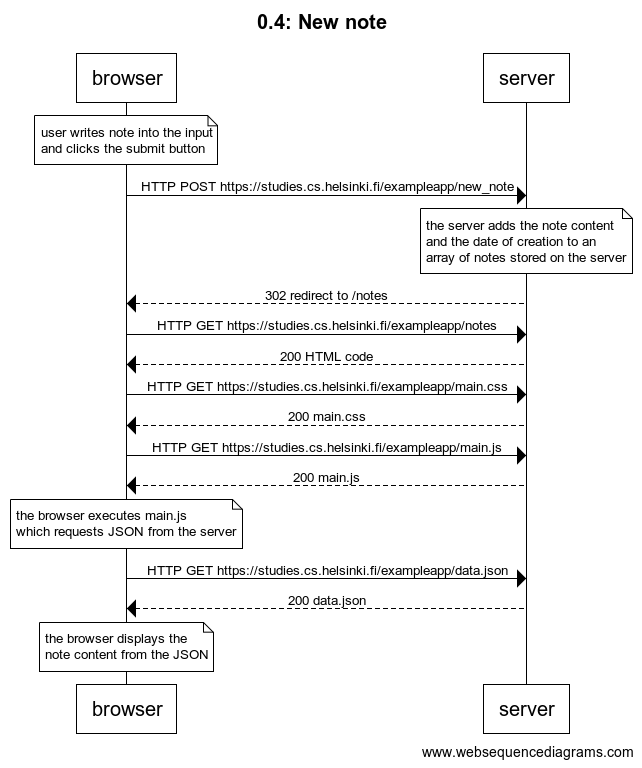 0.4: New note
browser
server
user writes note into the input
and clicks the submit button
HTTP POST https://studies.cs.helsinki.fi/exampleapp/new_note
the server adds the note content
and the date of creation to an
array of notes stored on the server
302 redirect to /notes
HTTP GET https://studies.cs.helsinki.fi/exampleapp/notes
200 HTML code
HTTP GET https://studies.cs.helsinki.fi/exampleapp/main.css
200 main.css
HTTP GET https://studies.cs.helsinki.fi/exampleapp/main.js
200 main.js
the browser executes main.js
which requests JSON from the server
HTTP GET https://studies.cs.helsinki.fi/exampleapp/data.json
200 data.json
the browser displays the
note content from the JSON
browser
server
www.websequencediagrams.com